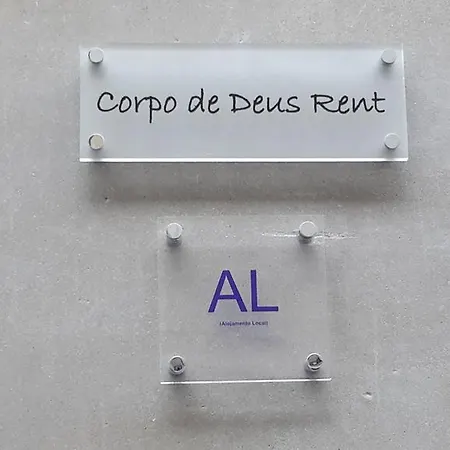 Corpo de Deus Rent
AL
(Alojamento Local)